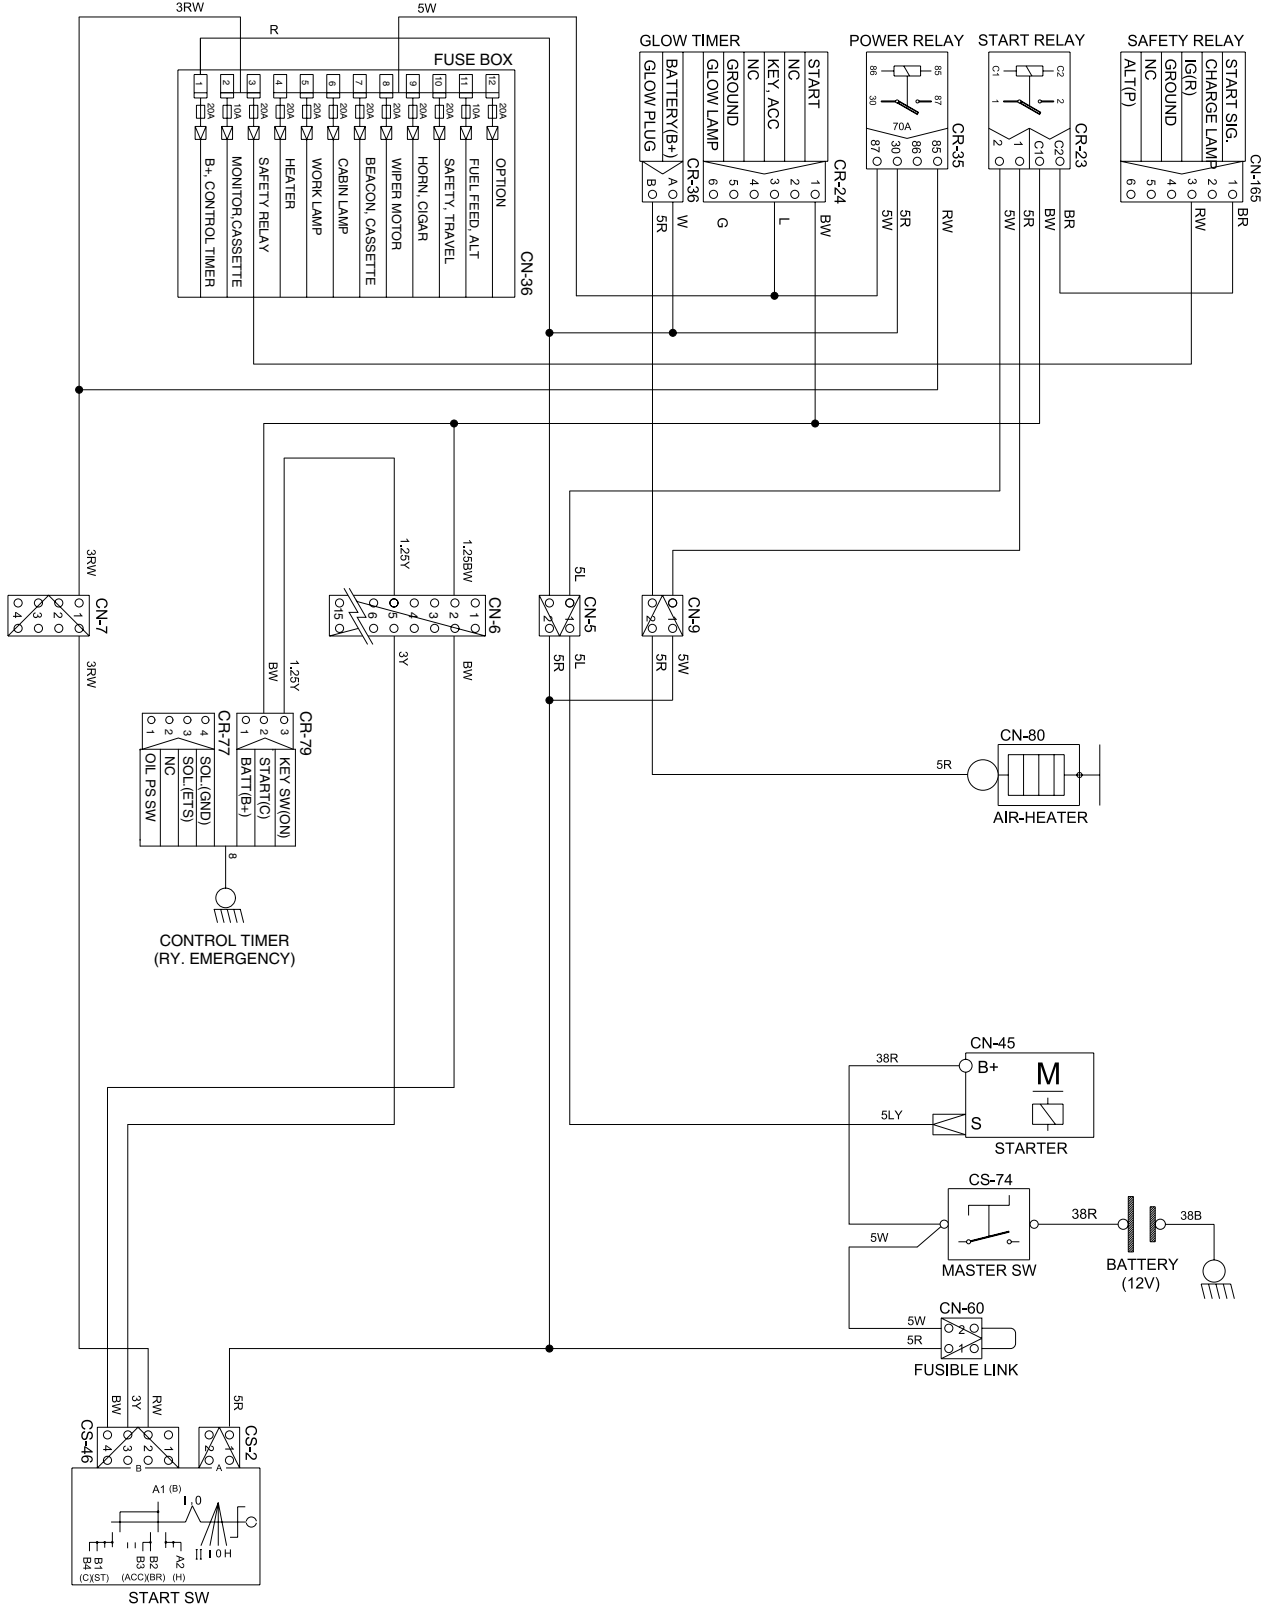 3RW
5W
R
FUSE BOX
1
2
3
4
5
6
7
8
9
10
11
12
20A
10A
20A
20A
20A
20A
20A
20A
20A
20A
10A
20A
B+, CONTROL TIMER
MONITOR,CASSETTE
SAFETY RELAY
HEATER
WORK LAMP
CABIN LAMP
BEACON, CASSETTE
WIPER MOTOR
HORN, CIGAR
SAFETY, TRAVEL
FUEL FEED, ALT
OPTION
CN-36
GLOW TIMER
GLOW PLUG
BATTERY(B+)
GLOW LAMP
GROUND
NC
KEY, ACC
NC
START
B
A
CR-36
6
5
4
3
2
1
CR-24
5R
W
G
L
BW
POWER RELAY
86
85
30
87
70A
87
30
86
85
CR-35
5W
5R
RW
START RELAY
C1
C2
1
2
2
1
C1
C2
CR-23
5W
5R
BW
BR
SAFETY RELAY
ALT(P)
NC
GROUND
IG(R)
CHARGE LAMP
START SIG.
6
5
4
3
2
1
CN-165
RW
BR
3RW
4
3
2
1
CN-7
3RW
1.25Y
1.25BW
15
6
5
4
3
2
1
CN-6
3Y
BW
5L
2
1
CN-5
5R
5L
2
1
CN-9
5R
5W
BW
1.25Y
1
2
3
4
CR-77
1
2
3
CR-79
OIL PS SW
NC
SOL.(ETS)
SOL.(GND)
BATT(B+)
START(C)
KEY SW(ON)
8
CONTROL TIMER
(RY. EMERGENCY)
CN-80
5R
AIR-HEATER
CN-45
38R
B+
M
5LY
S
STARTER
CS-74
38R
38B
5W
MASTER SW
BATTERY
(12V)
CN-60
5W
2
5R
1
FUSIBLE LINK
BW
3Y
RW
5R
CS-46
4
3
2
1
2
1
CS-2
B
A
A1 (B)
I,0
II I 0 H
B4
B1
B3
B2
A2
(C)(ST)
(ACC)(BR)
(H)
START SW